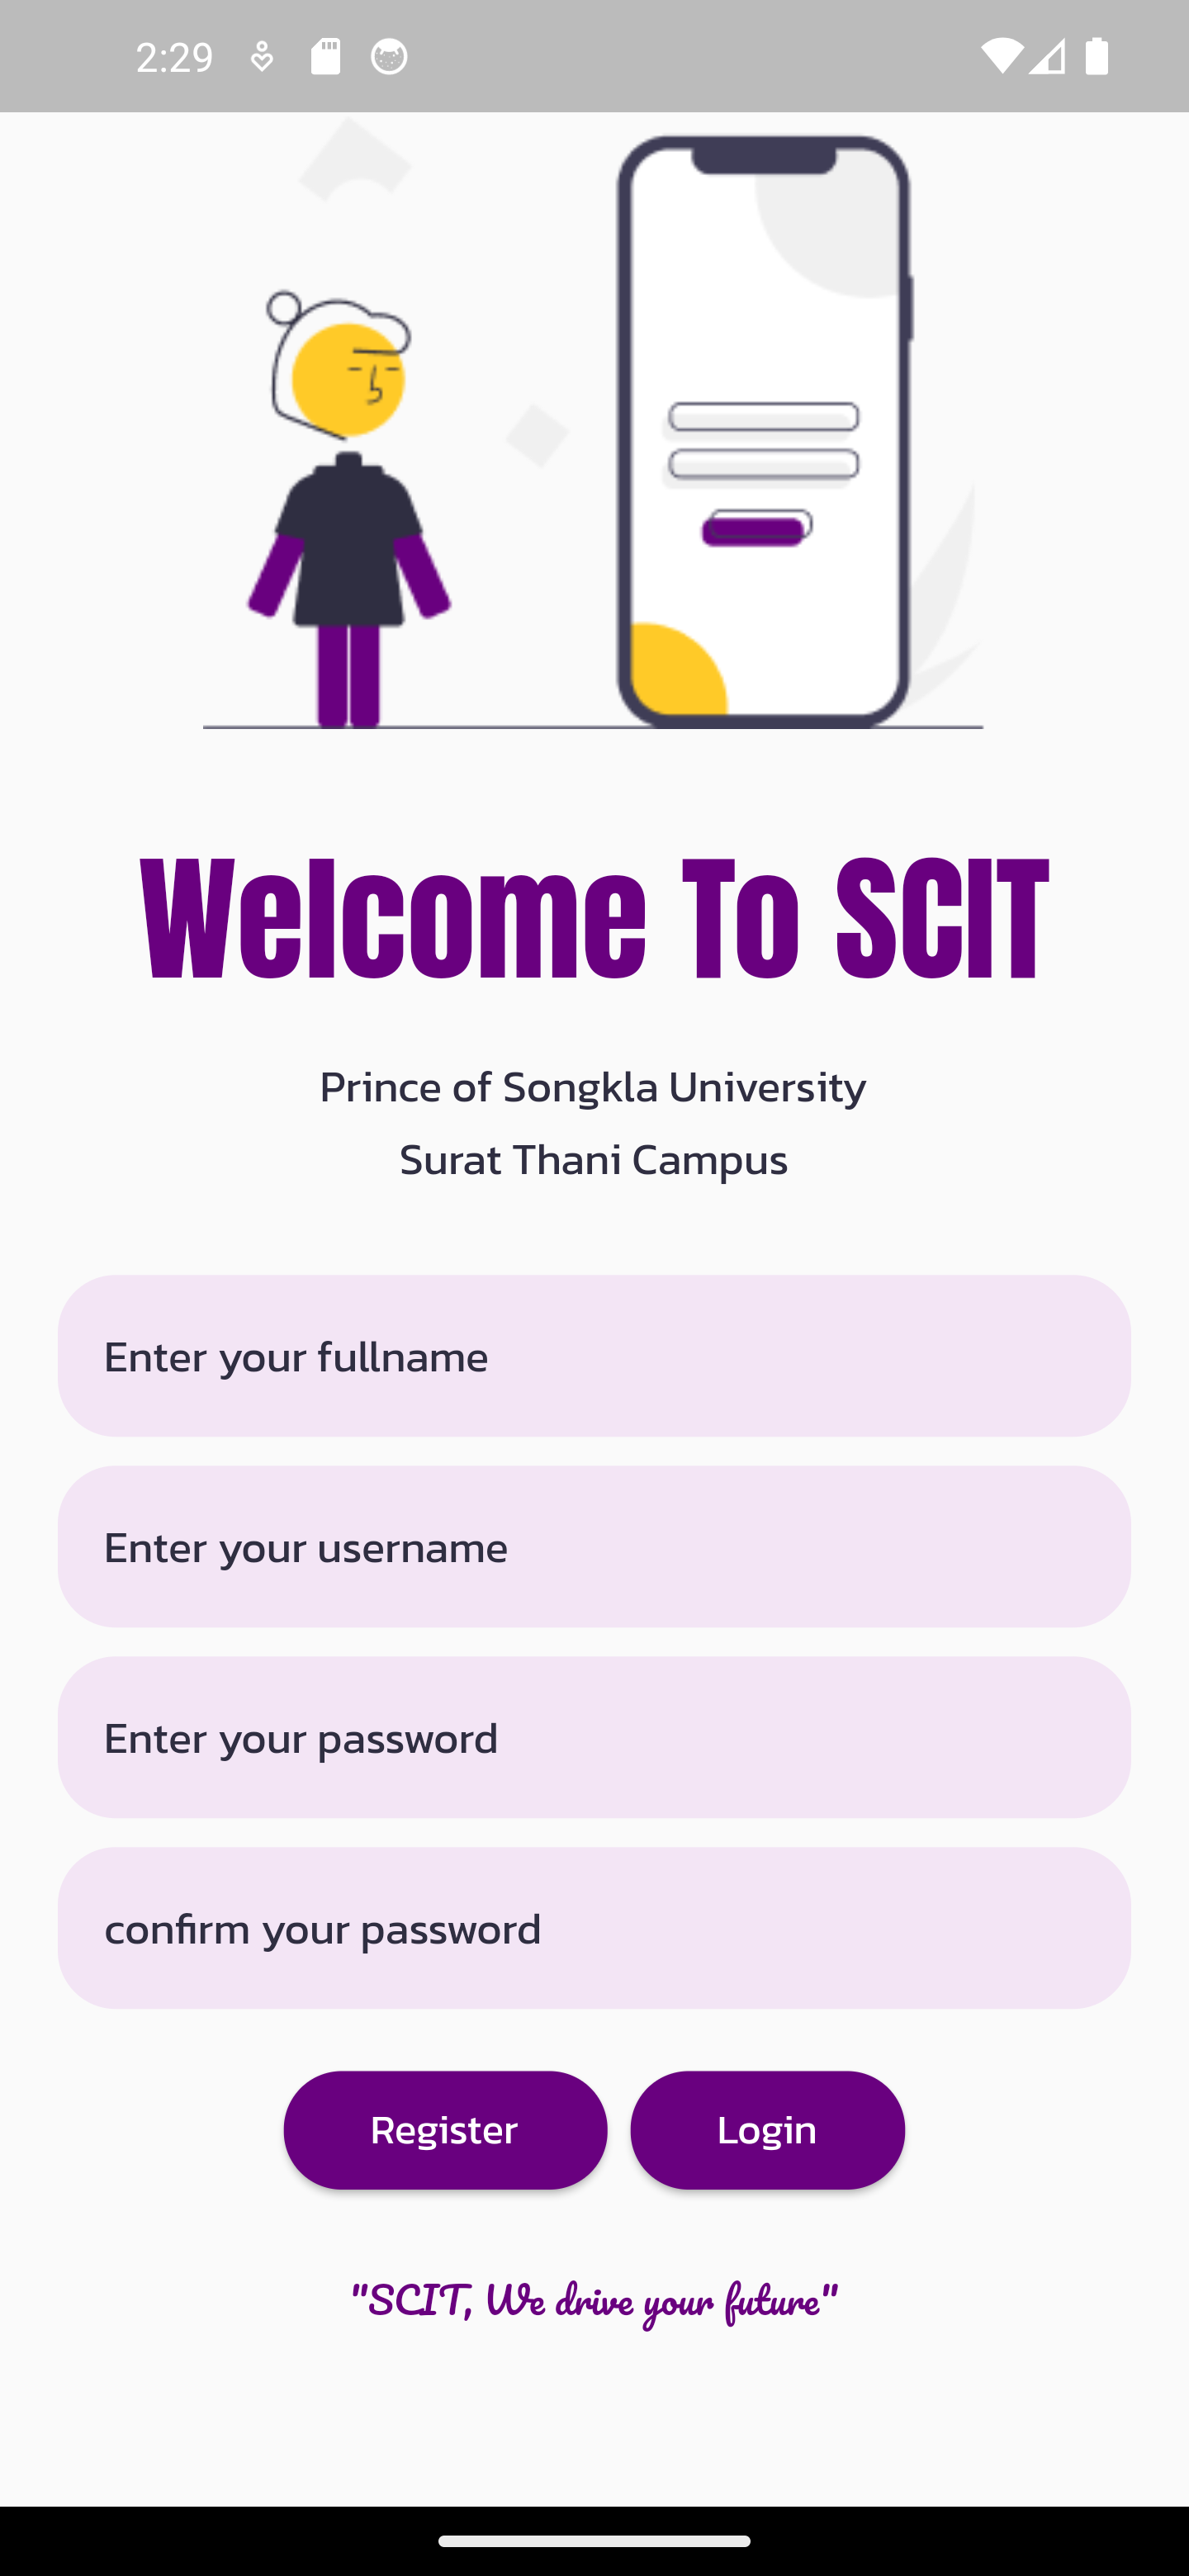 2:29
Welcome To SCIT
Prince of Songkla University
Surat Thani Campus
Enter your fullname
Enter your username
Enter your password
confirm your password
Register Login
"SCIT, We drive your future"